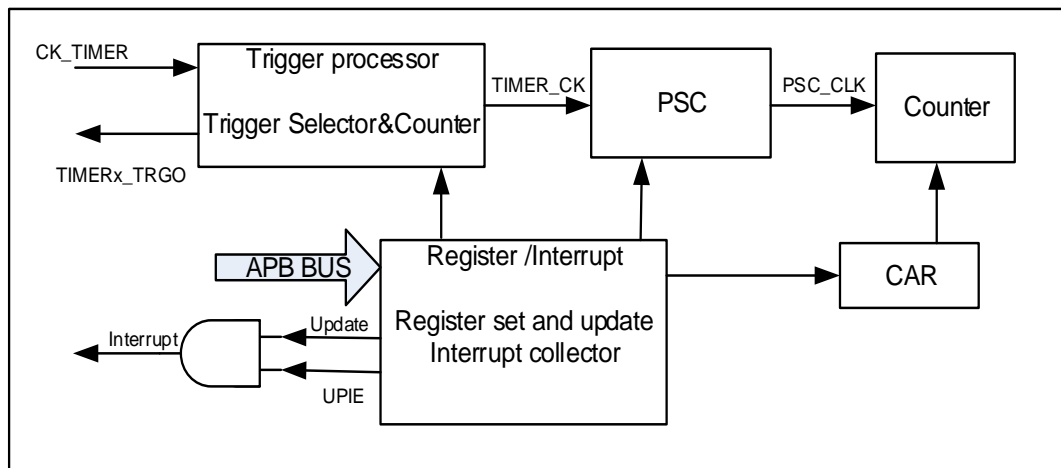 CK_TIMER
TIMERx_TRGO
Trigger processor
Trigger Selector&Counter
TIMER_CK
PSC
PSC_CLK
Counter
APB BUS
Register /Interrupt
Register set and update
Interrupt collector
CAR
Interrupt
Update
UPIE